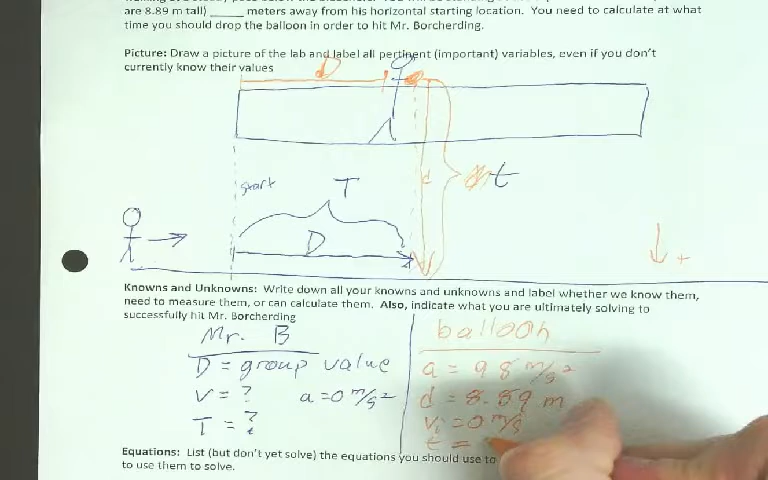 are 8.89 m tall) _____ meters away from his horizontal starting location. You need to calculate at what
time you should drop the balloon in order to hit Mr. Borcherding.
Picture: Draw a picture of the lab and label all pertinent (important) variables, even if you don't
currently know their values
D
start
T
d
t
D
+
Knowns and Unknowns: Write down all your knowns and unknowns and label whether we know them,
need to measure them, or can calculate them. Also, indicate what you are ultimately solving to
successfully hit Mr. Borcherding
Mr. B
D = group value
V = ? a = 0 m/s²
T = ?
balloon
a = 9.8 m/s²
d = 8.89 m
Vi = 0 m/s
t =
Equations: List (but don't yet solve) the equations you should use to
to use them to solve.